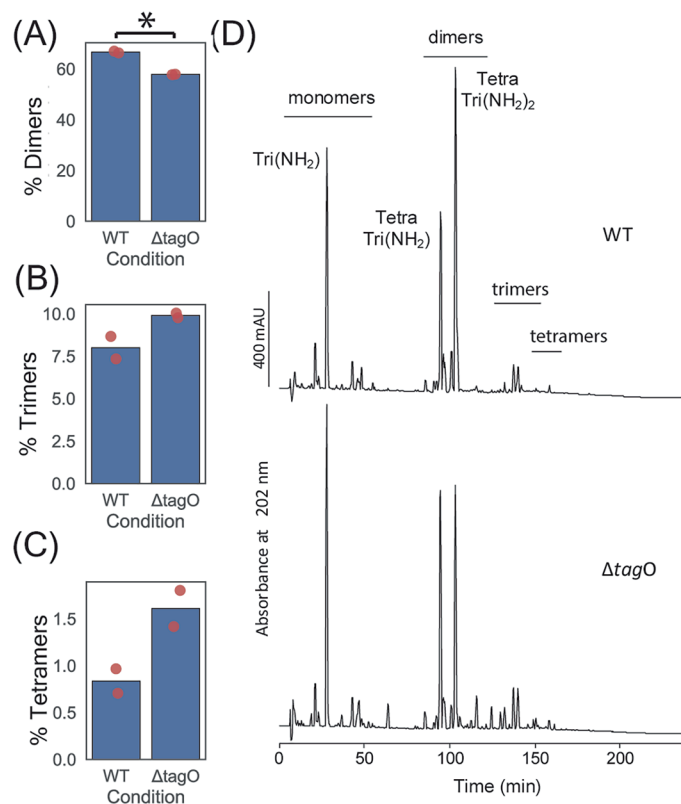 (A)
*
% Dimers
60
40
20
0
WT ΔtagO
Condition
(B)
% Trimers
10.0
7.5
5.0
2.5
0.0
WT ΔtagO
Condition
(C)
% Tetramers
1.5
1.0
0.5
0.0
WT ΔtagO
Condition
(D)
monomers
dimers
Tri(NH₂)
Tetra
Tri(NH₂)
Tetra
Tri(NH₂)₂
WT
trimers
tetramers
400 mAU
Absorbance at 202 nm
ΔtagO
0 50 100 150 200
Time (min)